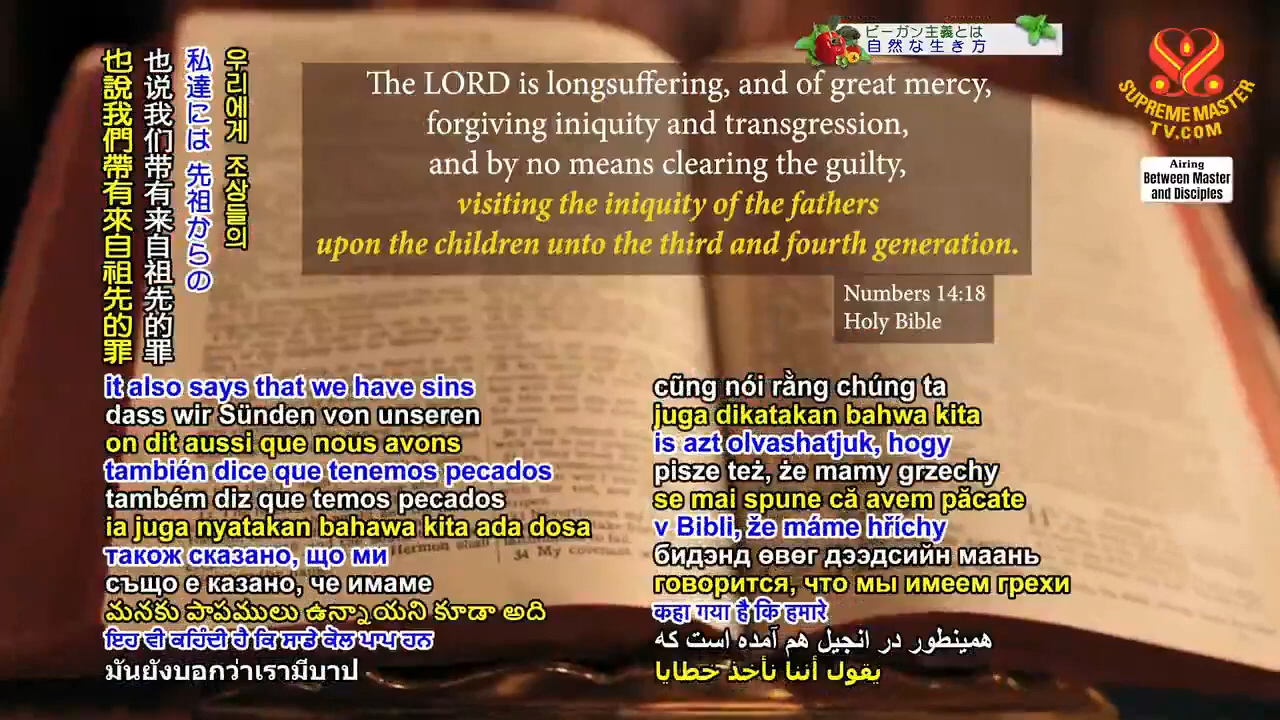 ビーガン主義とは
自然な生き方
SUPREME MASTER
TV.COM
Airing
Between Master
and Disciples
The LORD is longsuffering, and of great mercy,
forgiving iniquity and transgression,
and by no means clearing the guilty,
visiting the iniquity of the fathers
upon the children unto the third and fourth generation.
Numbers 14:18
Holy Bible
우리에게 조상들의
私達には 先祖からの
也说我们带有来自祖先的罪
也說我們帶有來自祖先的罪
it also says that we have sins
dass wir Sünden von unseren
on dit aussi que nous avons
también dice que tenemos pecados
também diz que temos pecados
ia juga nyatakan bahawa kita ada dosa
також сказано, що ми
също е казано, че имаме
మనకు పాపములు ఉన్నాయని కూడా అది
ਇਹ ਵੀ ਕਹਿੰਦੀ ਹੈ ਕਿ ਸਾਡੇ ਕੋਲ ਪਾਪ ਹਨ
มันยังบอกว่าเรามีบาป
cũng nói rằng chúng ta
juga dikatakan bahwa kita
is azt olvashatjuk, hogy
pisze też, że mamy grzechy
se mai spune că avem păcate
v Bibli, že máme hříchy
бидэнд өвөг дээдсийн маань
говорится, что мы имеем грехи
कहा गया है कि हमारे
همینطور در انجیل هم آمده است که
يقول أننا نأخذ خطايا
34 My covenant